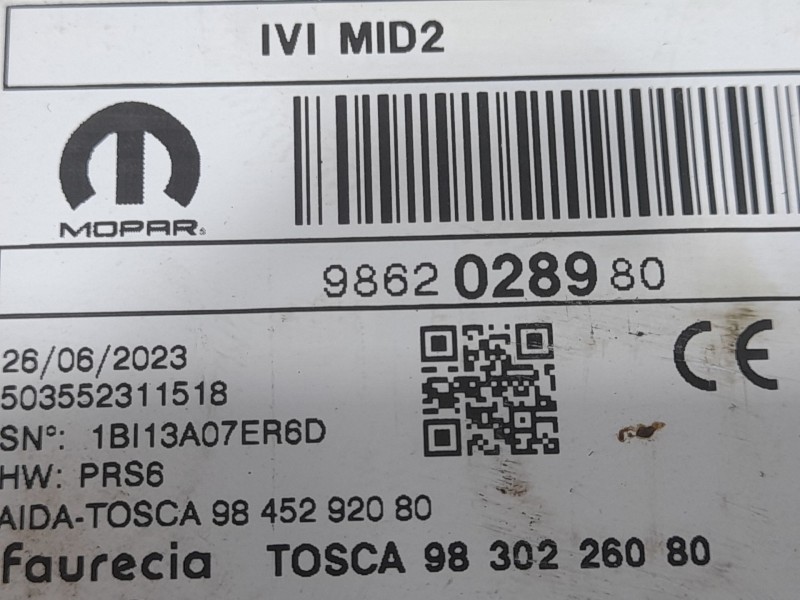 IVI MID2
MOPAR
9862 0289 80
26/06/2023
503552311518
SN°: 1BI13A07ER6D
HW: PRS6
AIDA-TOSCA 98 452 920 80
faurecia TOSCA 98 302 260 80
CE